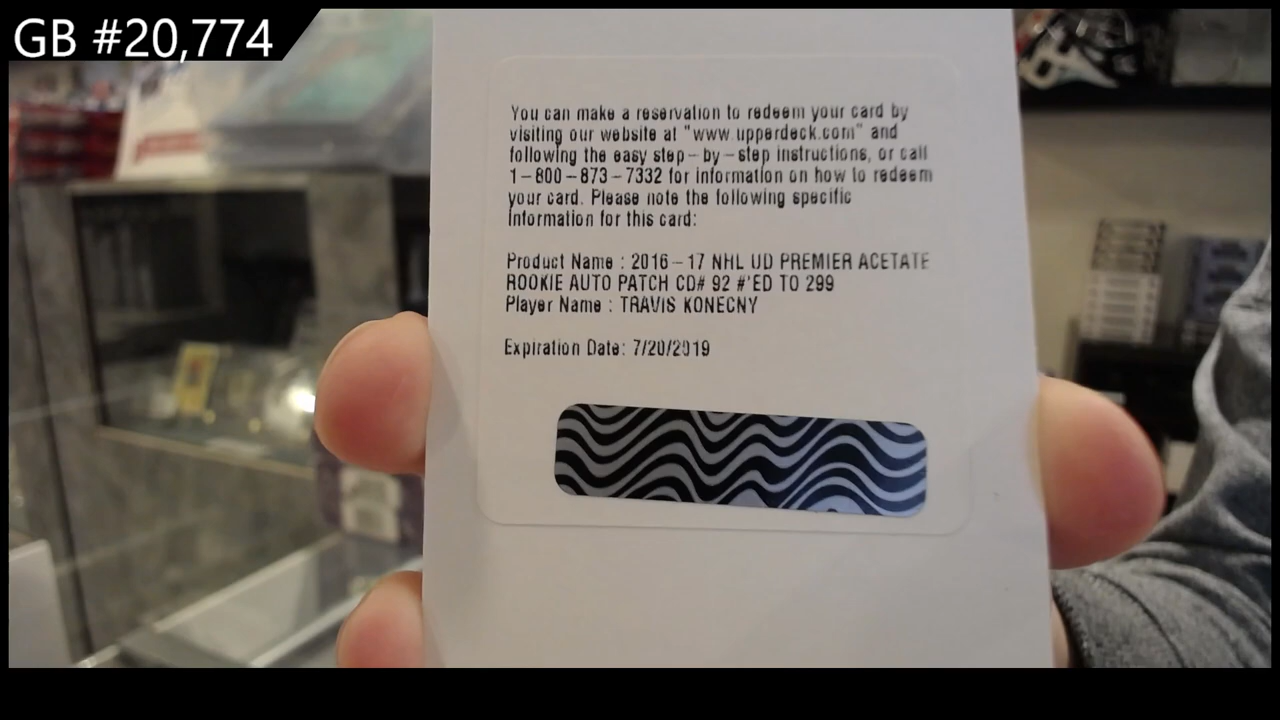 GB #20,774
You can make a reservation to redeem your card by
visiting our website at "www.upperdeck.com" and
following the easy step-by-step instructions, or call
1-800-873-7332 for information on how to redeem
your card. Please note the following specific
information for this card:
Product Name : 2016-17 NHL UD PREMIER ACETATE
ROOKIE AUTO PATCH CD# 92 #'ED TO 299
Player Name : TRAVIS KONECNY
Expiration Date: 7/20/2019